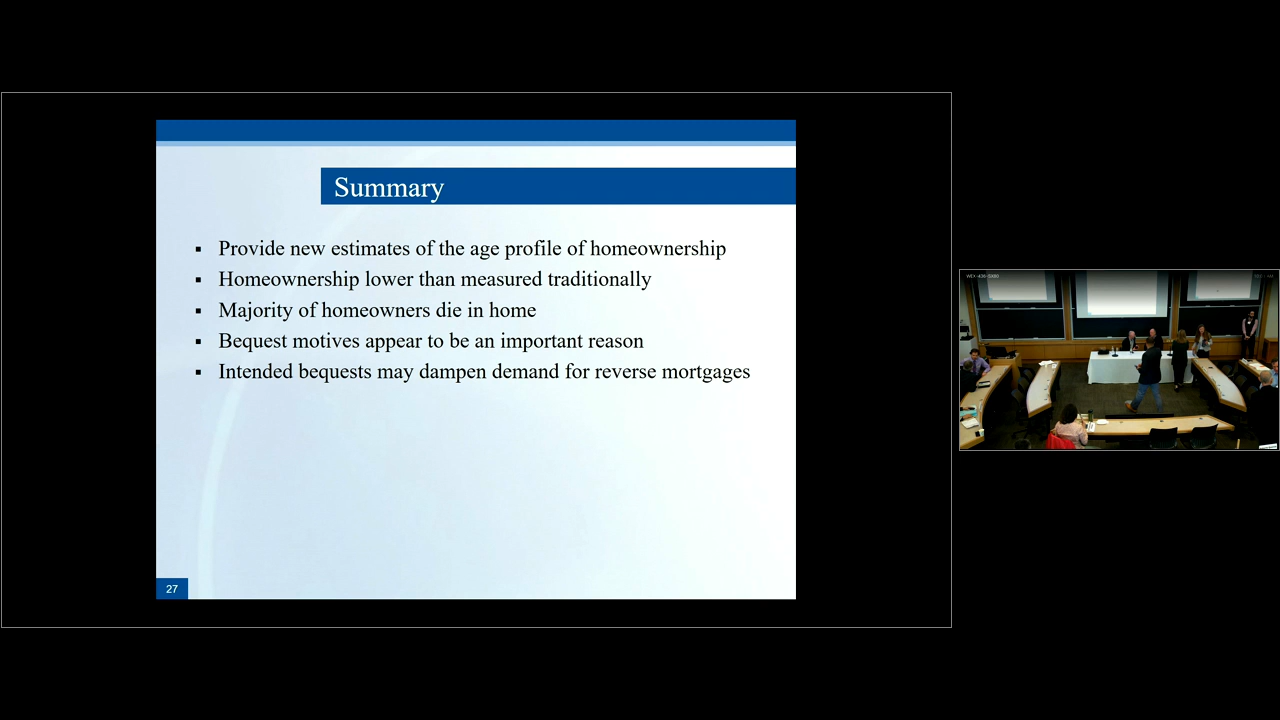 Summary
▪ Provide new estimates of the age profile of homeownership
▪ Homeownership lower than measured traditionally
▪ Majority of homeowners die in home
▪ Bequest motives appear to be an important reason
▪ Intended bequests may dampen demand for reverse mortgages
27